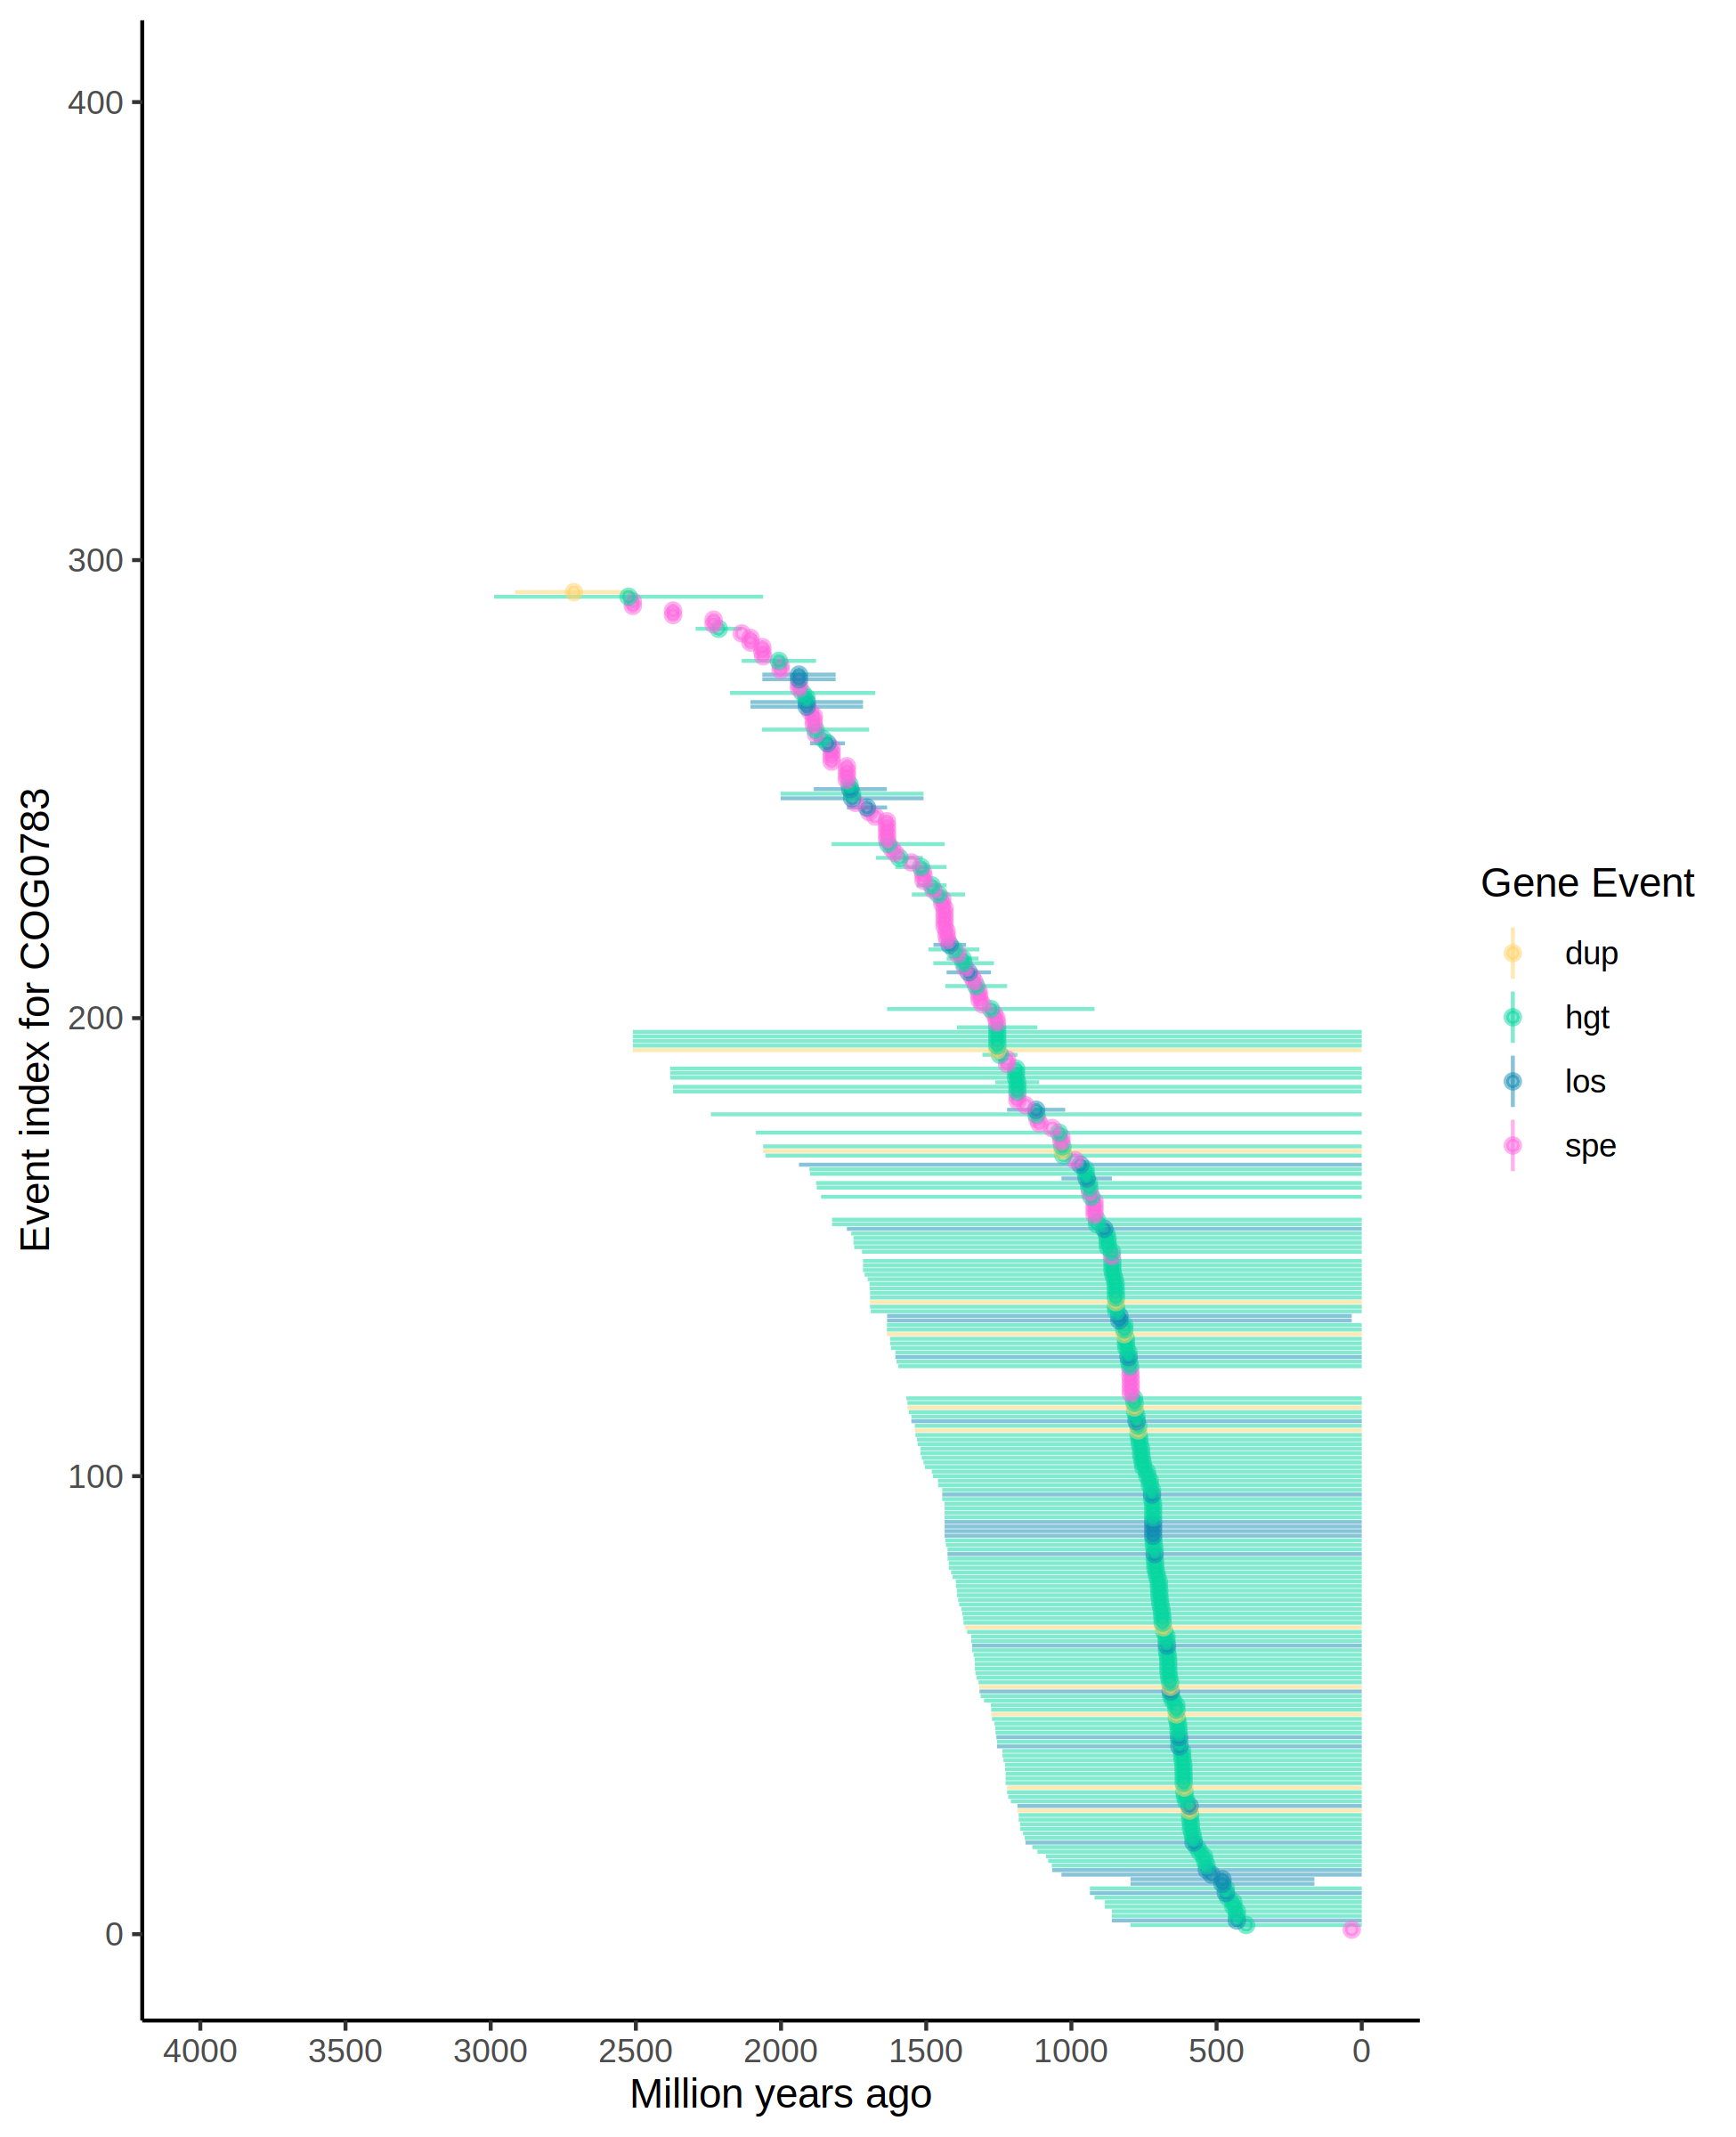 Event index for COG0783
400
300
200
100
0
4000 3500 3000 2500 2000 1500 1000 500 0
Million years ago
Gene Event
dup
hgt
los
spe